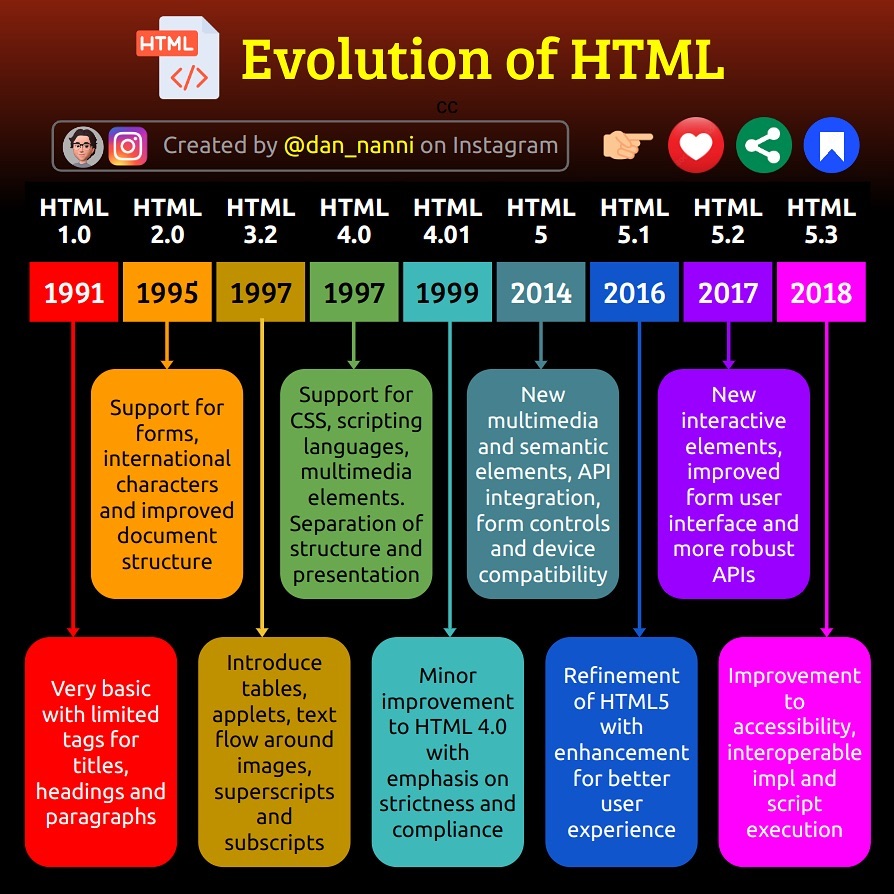 HTML
</>
Evolution of HTML
cc
Created by @dan_nanni on Instagram
HTML
1.0
HTML
2.0
HTML
3.2
HTML
4.0
HTML
4.01
HTML
5
HTML
5.1
HTML
5.2
HTML
5.3
1991
1995
1997
1997
1999
2014
2016
2017
2018
Support for
forms,
international
characters
and improved
document
structure
Support for
CSS, scripting
languages,
multimedia
elements.
Separation of
structure and
presentation
New
multimedia
and semantic
elements, API
integration,
form controls
and device
compatibility
New
interactive
elements,
improved
form user
interface and
more robust
APIs
Very basic
with limited
tags for
titles,
headings and
paragraphs
Introduce
tables,
applets, text
flow around
images,
superscripts
and
subscripts
Minor
improvement
to HTML 4.0
with
emphasis on
strictness and
compliance
Refinement
of HTML5
with
enhancement
for better
user
experience
Improvement
to
accessibility,
interoperable
impl and
script
execution